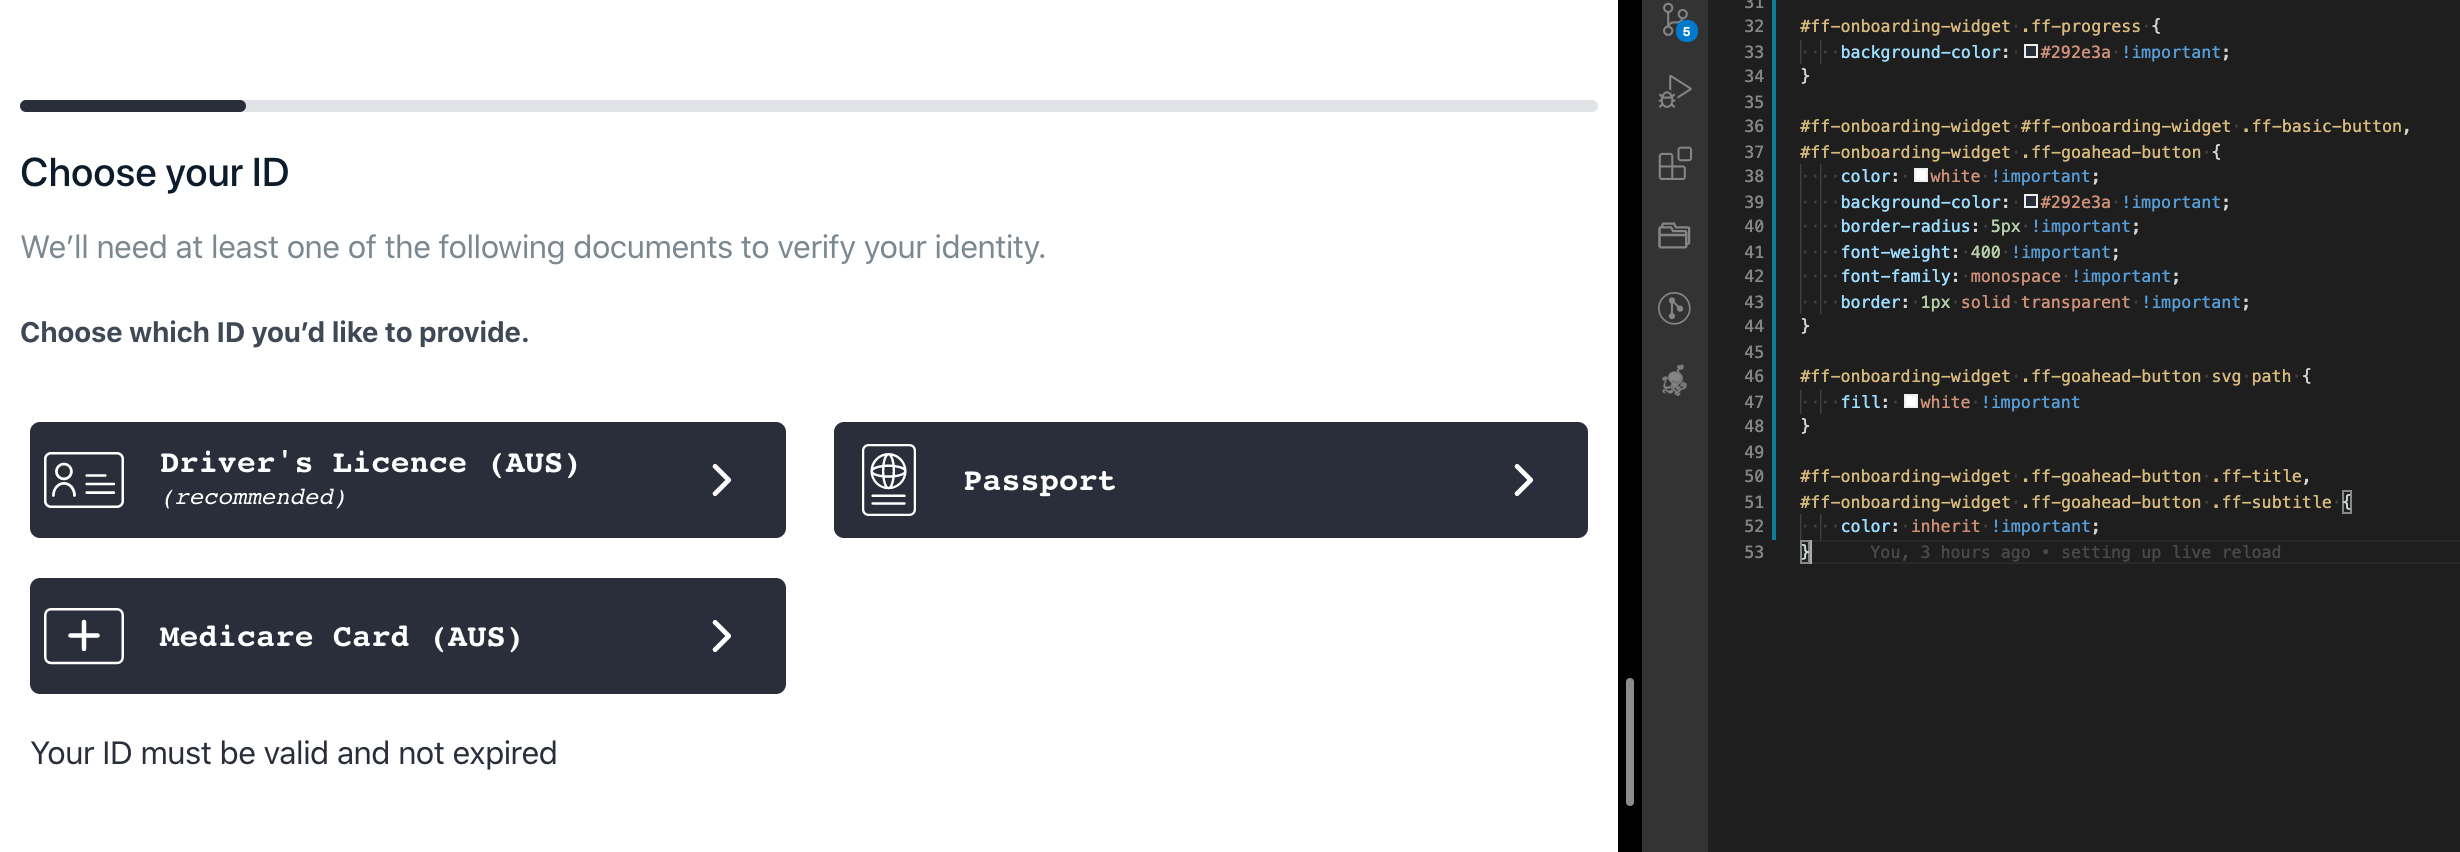 Choose your ID
We’ll need at least one of the following documents to verify your identity.
Choose which ID you’d like to provide.
Driver's Licence (AUS)
(recommended)
Passport
Medicare Card (AUS)
Your ID must be valid and not expired
5
31
32 #ff-onboarding-widget .ff-progress {
33 background-color: #292e3a !important;
34 }
35
36 #ff-onboarding-widget #ff-onboarding-widget .ff-basic-button,
37 #ff-onboarding-widget .ff-goahead-button {
38 color: white !important;
39 background-color: #292e3a !important;
40 border-radius: 5px !important;
41 font-weight: 400 !important;
42 font-family: monospace !important;
43 border: 1px solid transparent !important;
44 }
45
46 #ff-onboarding-widget .ff-goahead-button svg path {
47 fill: white !important
48 }
49
50 #ff-onboarding-widget .ff-goahead-button .ff-title,
51 #ff-onboarding-widget .ff-goahead-button .ff-subtitle {
52 color: inherit !important;
53 } You, 3 hours ago • setting up live reload